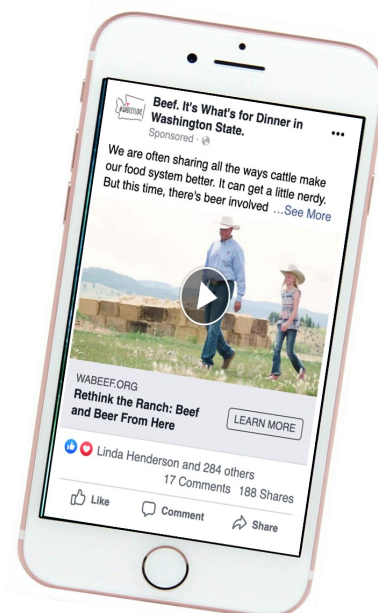 WABEEF.ORG
Beef. It's What's for Dinner in
Washington State.
Sponsored ·
We are often sharing all the ways cattle make
our food system better. It can get a little nerdy.
But this time, there's beer involved ...See More
WABEEF.ORG
Rethink the Ranch: Beef
and Beer From Here
LEARN MORE
Linda Henderson and 284 others
17 Comments 188 Shares
Like
Comment
Share